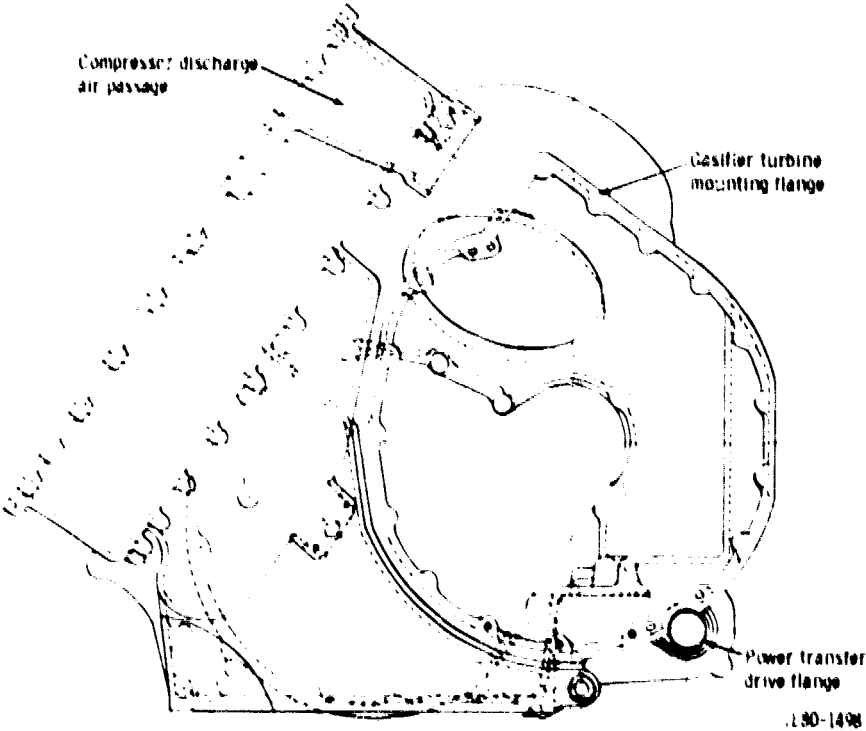 Compressor discharge
air passage
Gasifier turbine
mounting flange
Power transfer
drive flange